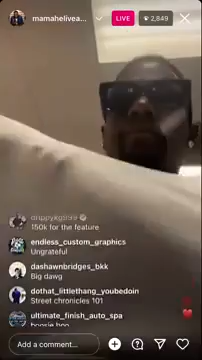 mamahelivea...
LIVE
2,849
150k for the feature
endless_custom_graphics
Ungrateful
dashawnbridges_bkk
Big dawg
dothat_littlethang_youbedoin
Street chronicles 101
ultimate_finish_auto_spa
Add a comment...